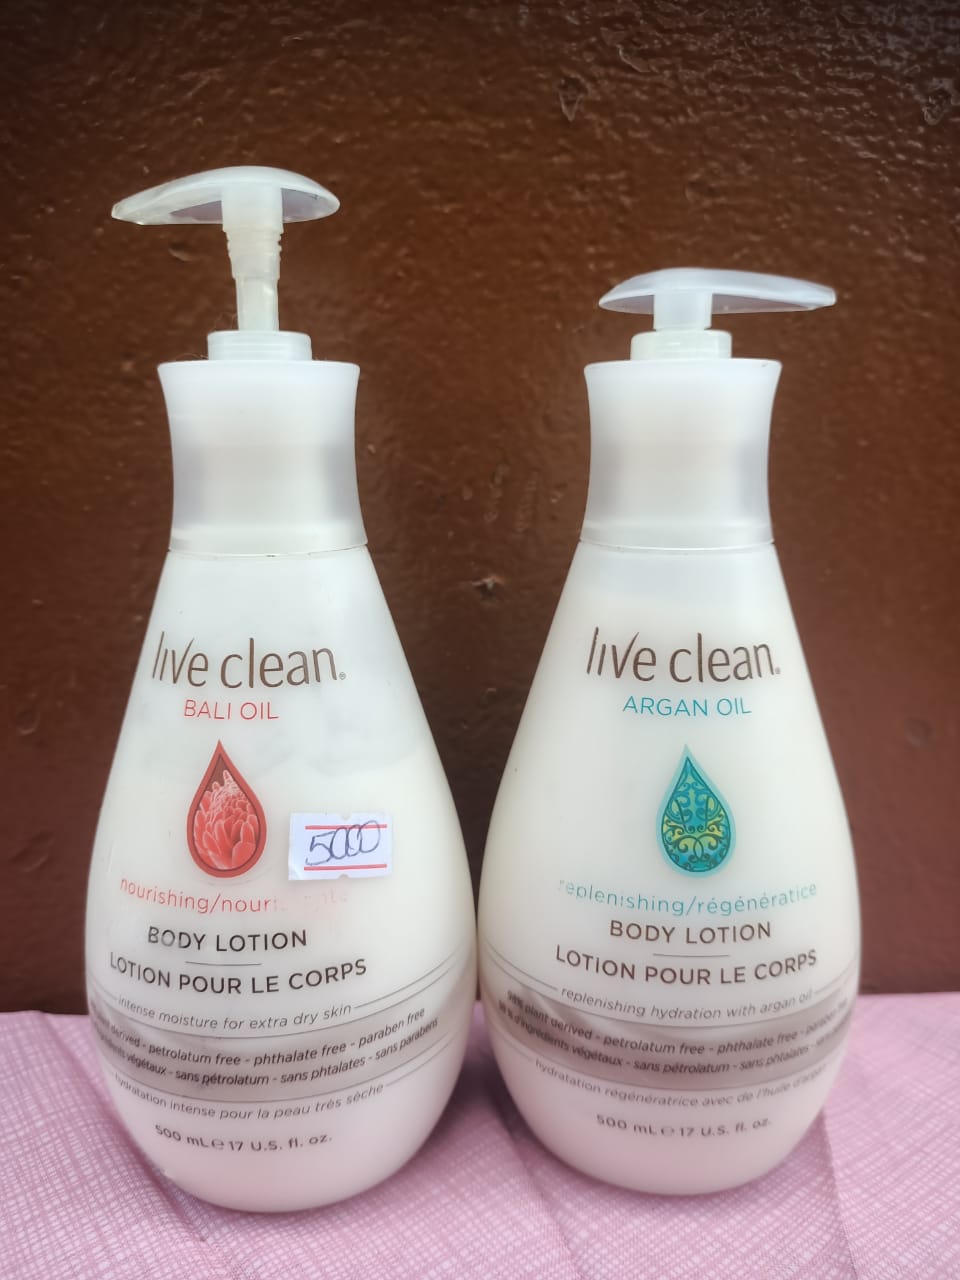 live clean®
BALI OIL
5000
nourishing/
BODY LOTION
LOTION POUR LE CORPS
intense moisture for extra dry skin
derived - petrolatum free - phthalate free - paraben free
végétaux - sans pétrolatum - sans phtalates - sans parabens
hydratation intense pour la peau très sèche
500 mL e 17 U.S. fl. oz.
live clean®
ARGAN OIL
replenishing/régénératice
BODY LOTION
LOTION POUR LE CORPS
replenishing hydration with argan oil
98% plant derived - petrolatum free - phthalate free -
98 % d'ingrédients végétaux - sans pétrolatum - sans phtalates -
hydratation régénératrice avec de l'huile d'argan
500 mL e 17 U.S. fl. oz.